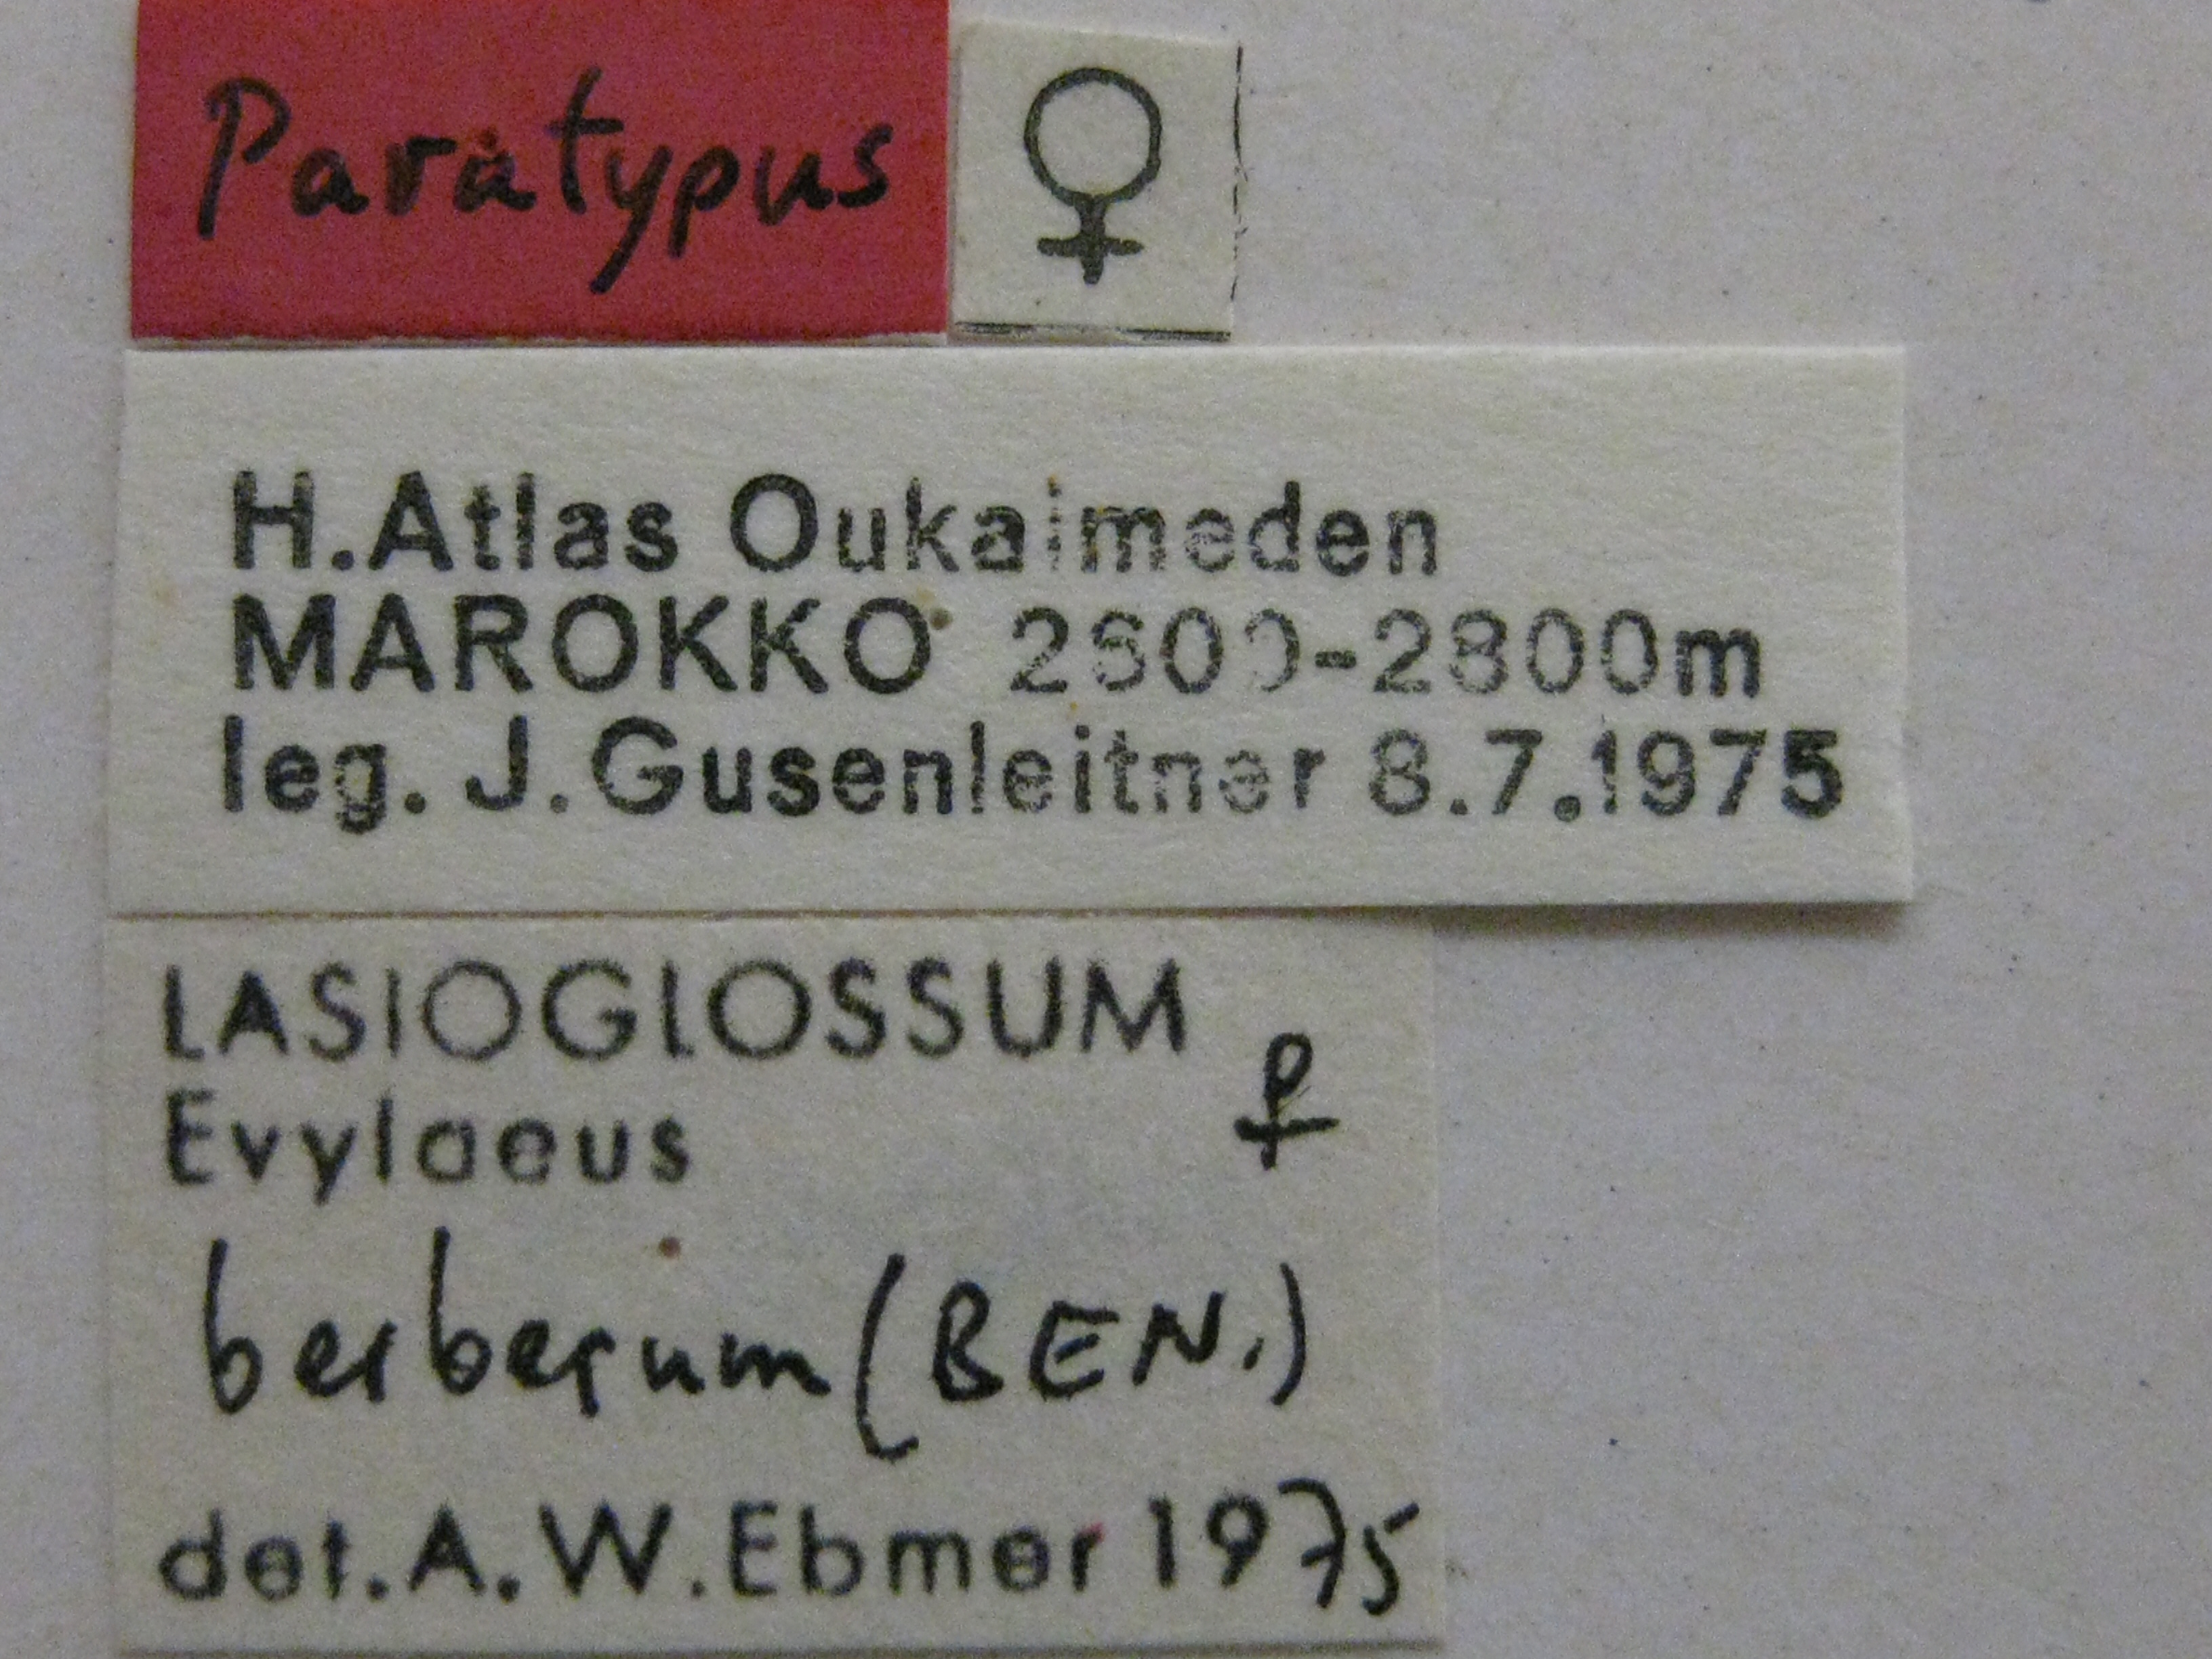 Paratypus ♀
H.Atlas Oukaimeden
MAROKKO 2600-2800m
leg. J.Gusenleitner 8.7.1975
LASIOGLOSSUM
♀
Evylaeus
berberum (BEN.)
det.A.W.Ebmer 1975